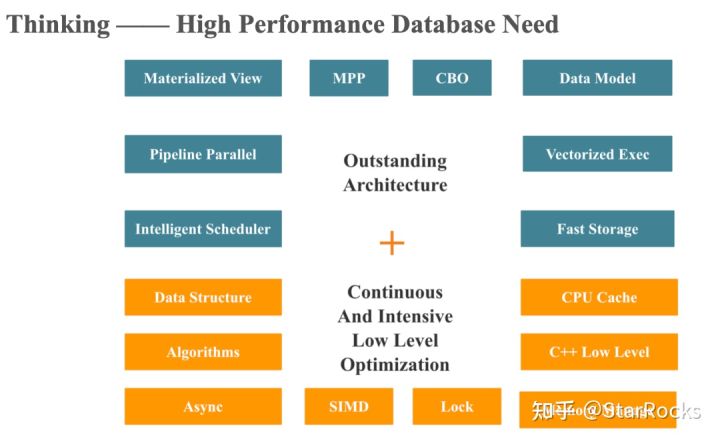 Thinking —— High Performance Database Need
Materialized View
MPP
CBO
Data Model
Pipeline Parallel
Outstanding
Architecture
Vectorized Exec
Intelligent Scheduler
+
Fast Storage
Data Structure
Continuous
And Intensive
Low Level
Optimization
CPU Cache
Algorithms
C++ Low Level
Async
SIMD
Lock
知乎 @StarRocks